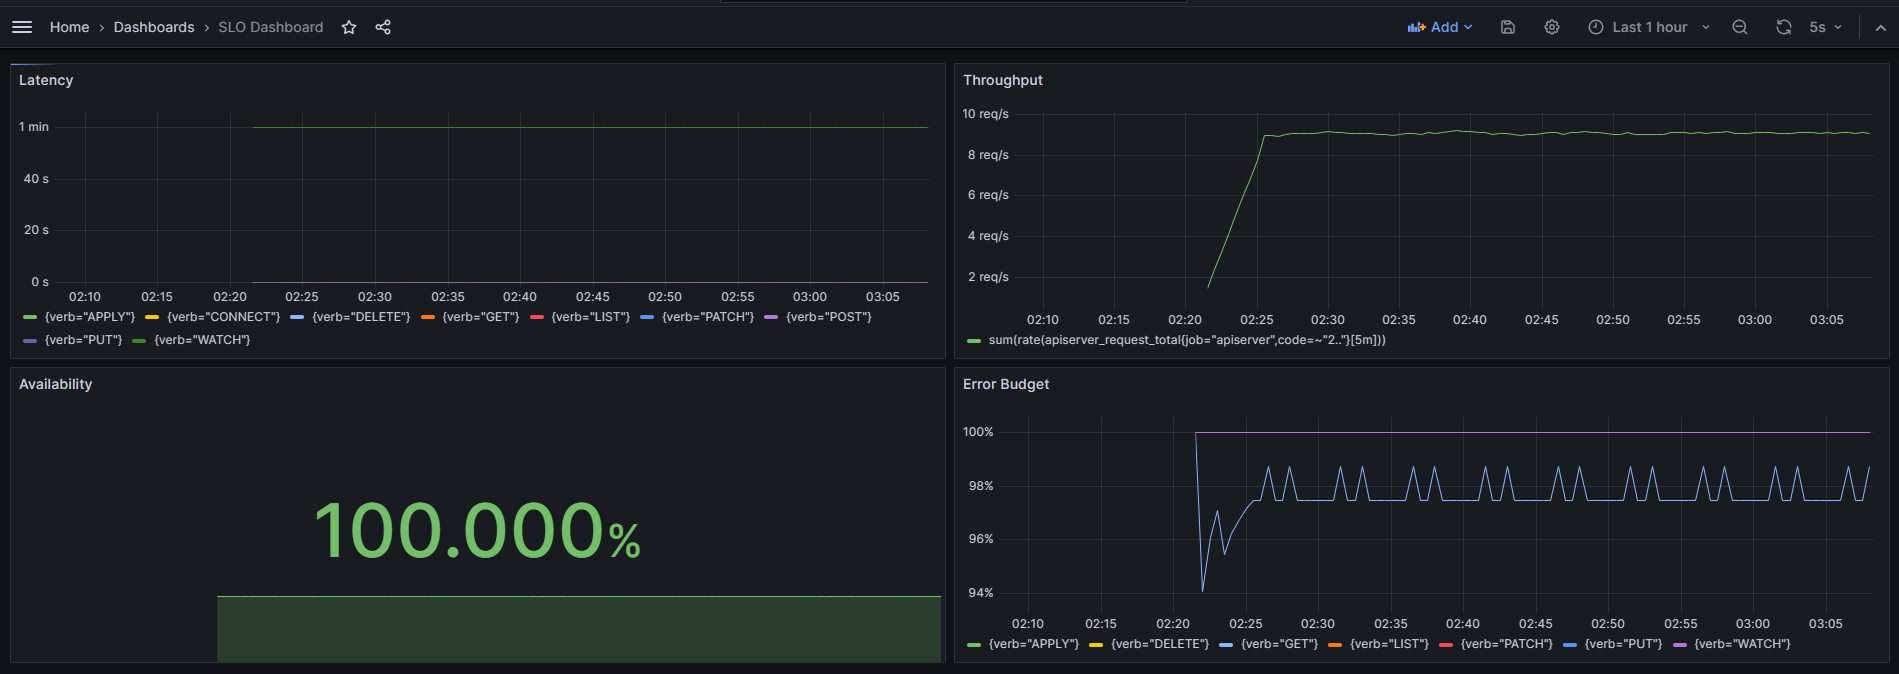 Home › Dashboards › SLO Dashboard
Add
Last 1 hour
5s
Latency
1 min
40 s
20 s
0 s
02:10 02:15 02:20 02:25 02:30 02:35 02:40 02:45 02:50 02:55 03:00 03:05
{verb="APPLY"} {verb="CONNECT"} {verb="DELETE"} {verb="GET"} {verb="LIST"} {verb="PATCH"} {verb="POST"}
{verb="PUT"} {verb="WATCH"}
Throughput
10 req/s
8 req/s
6 req/s
4 req/s
2 req/s
02:10 02:15 02:20 02:25 02:30 02:35 02:40 02:45 02:50 02:55 03:00 03:05
sum(rate(apiserver_request_total{job="apiserver",code=~"2.."}[5m]))
Availability
100.000%
Error Budget
100%
98%
96%
94%
02:10 02:15 02:20 02:25 02:30 02:35 02:40 02:45 02:50 02:55 03:00 03:05
{verb="APPLY"} {verb="DELETE"} {verb="GET"} {verb="LIST"} {verb="PATCH"} {verb="PUT"} {verb="WATCH"}